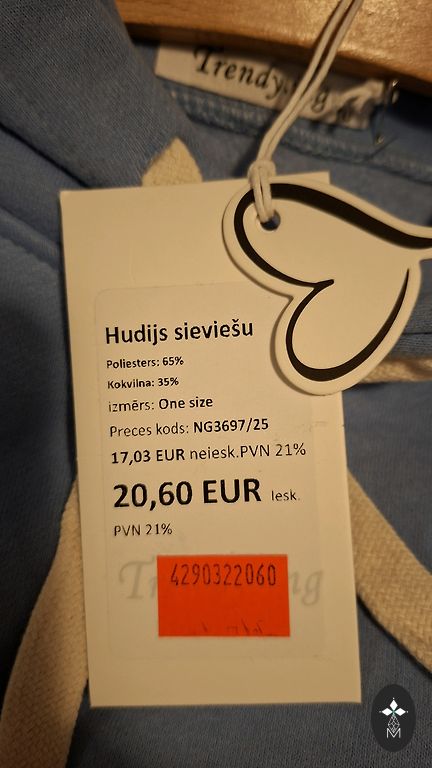 Trendy
Hudijs sieviešu
Poliesters: 65%
Kokvilna: 35%
izmērs: One size
Preces kods: NG3697/25
17,03 EUR neiesk.PVN 21%
20,60 EUR Iesk.
PVN 21%
4290322060
M